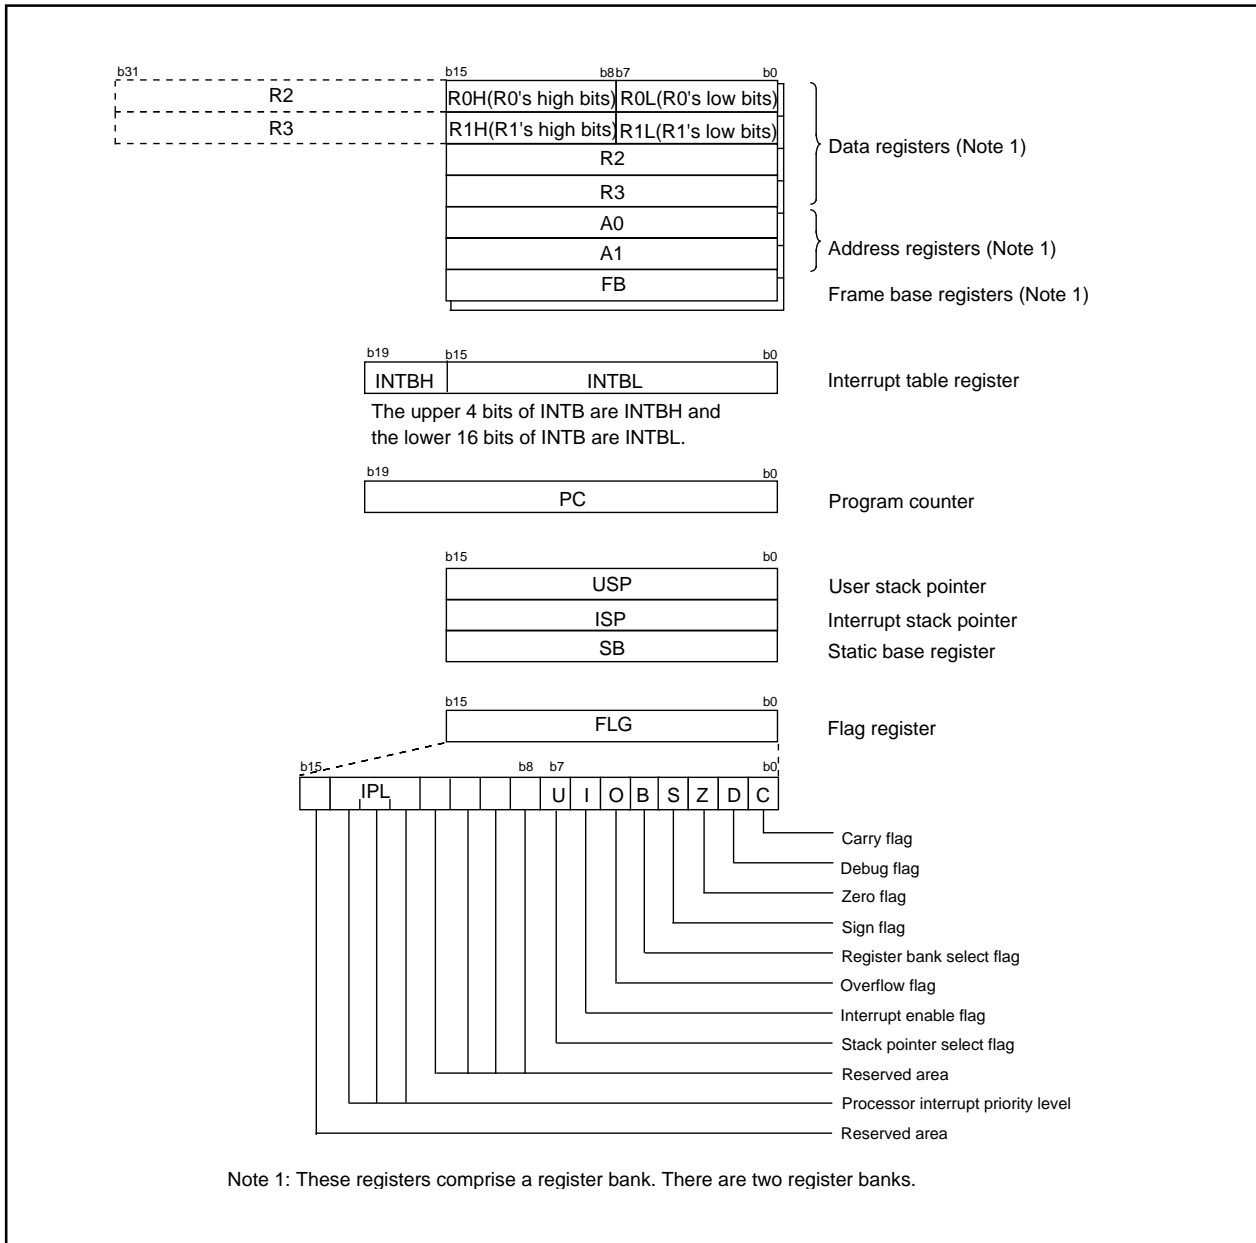 b31 b15 b8b7 b0
R2 R0H(R0's high bits) R0L(R0's low bits)
R3 R1H(R1's high bits) R1L(R1's low bits)
R2
R3
Data registers (Note 1)
A0
A1
Address registers (Note 1)
FB
Frame base registers (Note 1)
b19 b15 b0
INTBH INTBL Interrupt table register
The upper 4 bits of INTB are INTBH and
the lower 16 bits of INTB are INTBL.
b19 b0
PC Program counter
b15 b0
USP User stack pointer
ISP Interrupt stack pointer
SB Static base register
b15 b0
FLG Flag register
b15 b8 b7 b0
IPL U I O B S Z D C
Carry flag
Debug flag
Zero flag
Sign flag
Register bank select flag
Overflow flag
Interrupt enable flag
Stack pointer select flag
Reserved area
Processor interrupt priority level
Reserved area
Note 1: These registers comprise a register bank. There are two register banks.